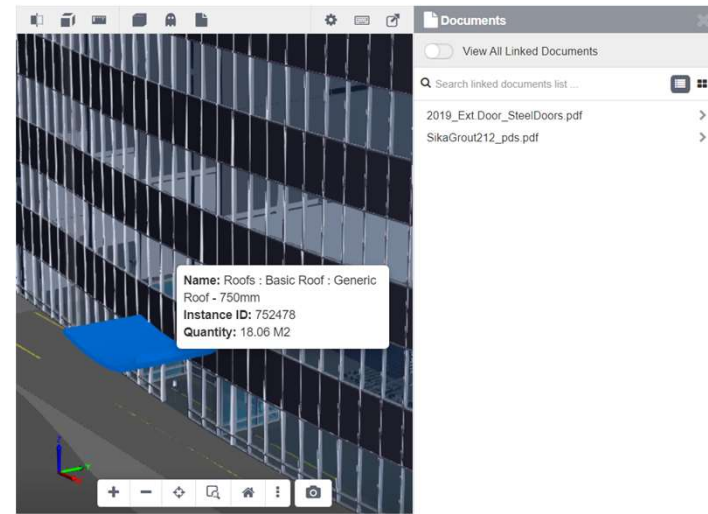 Documents
View All Linked Documents
Search linked documents list ...
2019_Ext.Door_SteelDoors.pdf
SikaGrout212_pds.pdf
Name: Roofs : Basic Roof : Generic
Roof - 750mm
Instance ID: 752478
Quantity: 18.06 M2